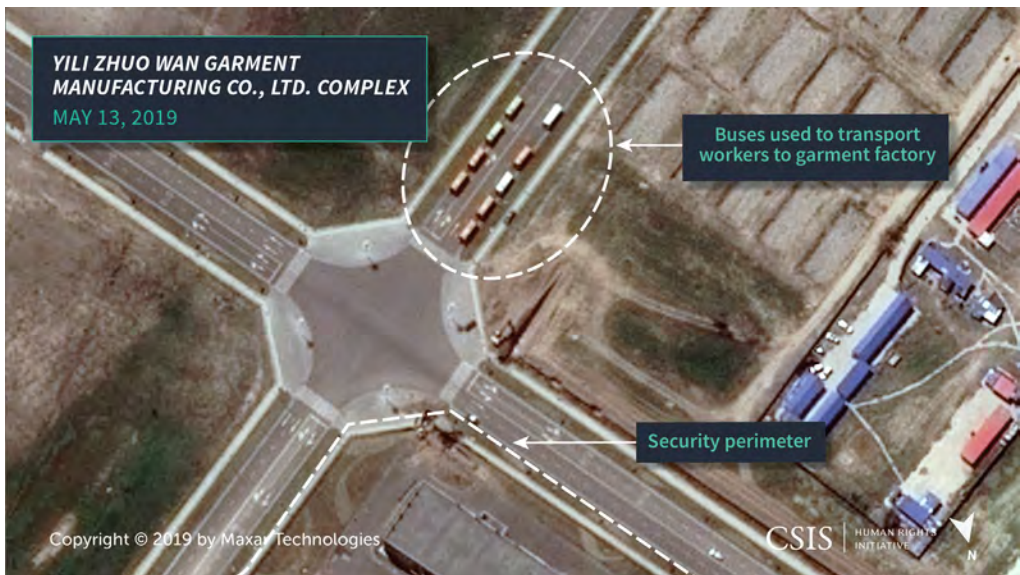 YILI ZHUO WAN GARMENT
MANUFACTURING CO., LTD. COMPLEX
MAY 13, 2019
Buses used to transport
workers to garment factory
Security perimeter
Copyright © 2019 by Maxar Technologies
CSIS
HUMAN RIGHTS
INITIATIVE
N